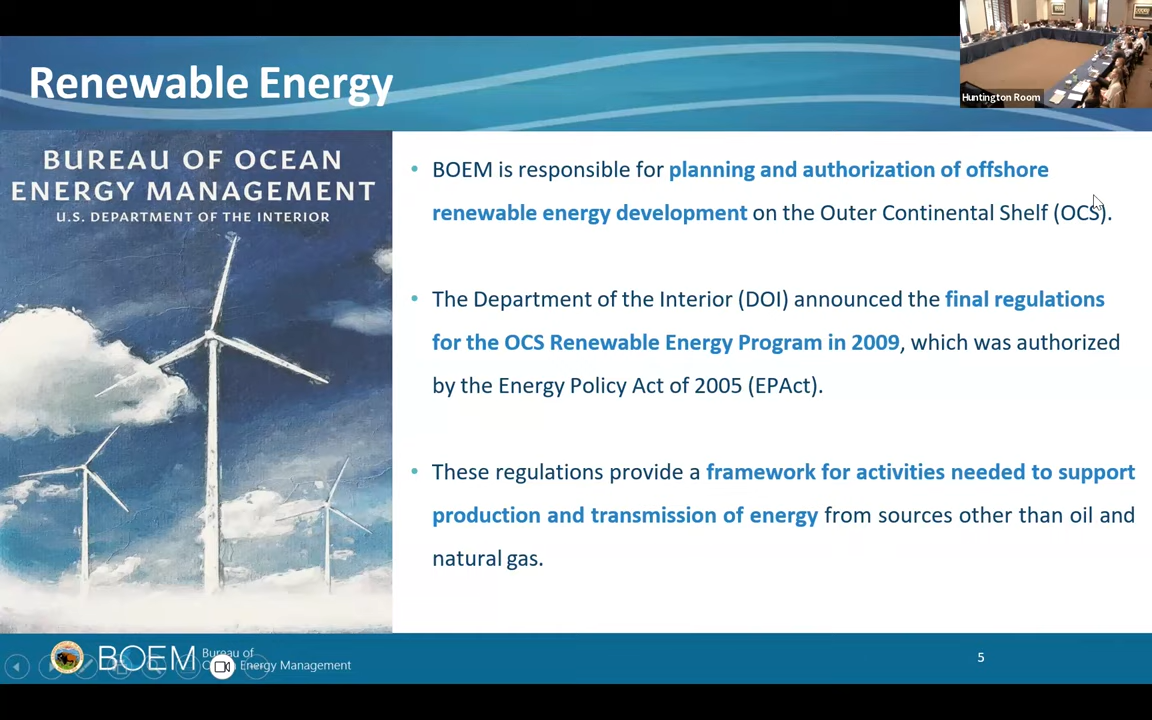 Renewable Energy
Huntington Room
BUREAU OF OCEAN
ENERGY MANAGEMENT
U.S. DEPARTMENT OF THE INTERIOR
• BOEM is responsible for planning and authorization of offshore
renewable energy development on the Outer Continental Shelf (OCS).
• The Department of the Interior (DOI) announced the final regulations
for the OCS Renewable Energy Program in 2009, which was authorized
by the Energy Policy Act of 2005 (EPAct).
• These regulations provide a framework for activities needed to support
production and transmission of energy from sources other than oil and
natural gas.
BOEM
Bureau of
Energy Management
5